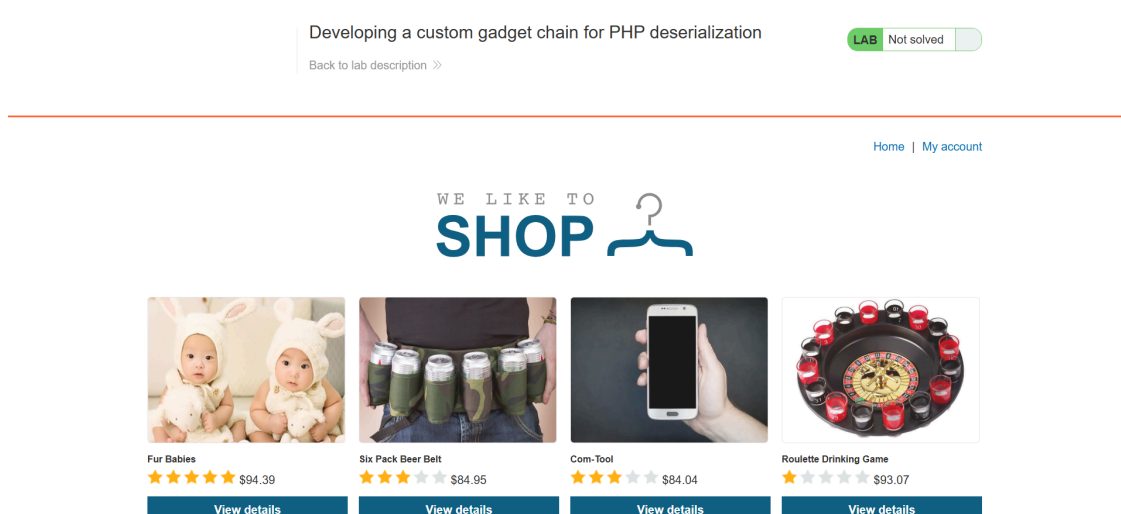 Developing a custom gadget chain for PHP deserialization
LAB Not solved
Back to lab description »
Home | My account
WE LIKE TO
SHOP
Fur Babies
$94.39
View details
Six Pack Beer Belt
$84.95
View details
Com-Tool
$84.04
View details
Roulette Drinking Game
$93.07
View details